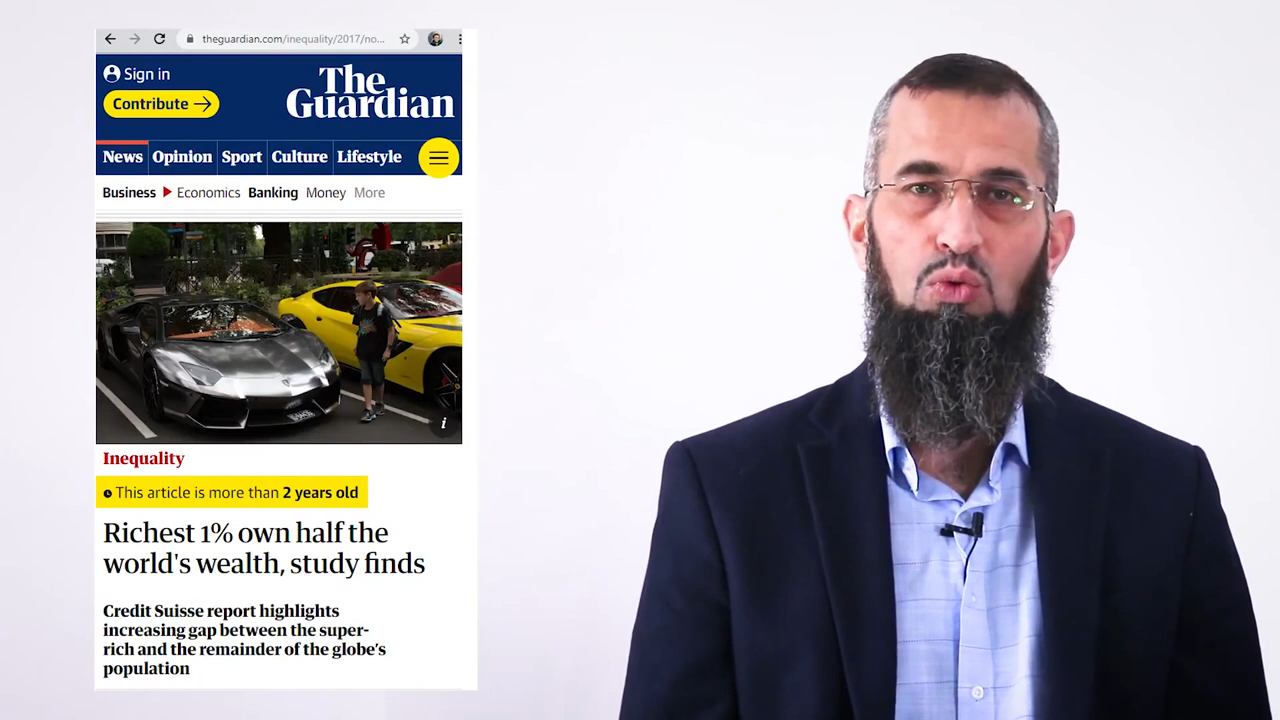 theguardian.com/inequality/2017/no...
Sign in
Contribute
The
Guardian
News Opinion Sport Culture Lifestyle
Business Economics Banking Money More
i
Inequality
This article is more than 2 years old
Richest 1% own half the
world's wealth, study finds
Credit Suisse report highlights
increasing gap between the super-
rich and the remainder of the globe's
population